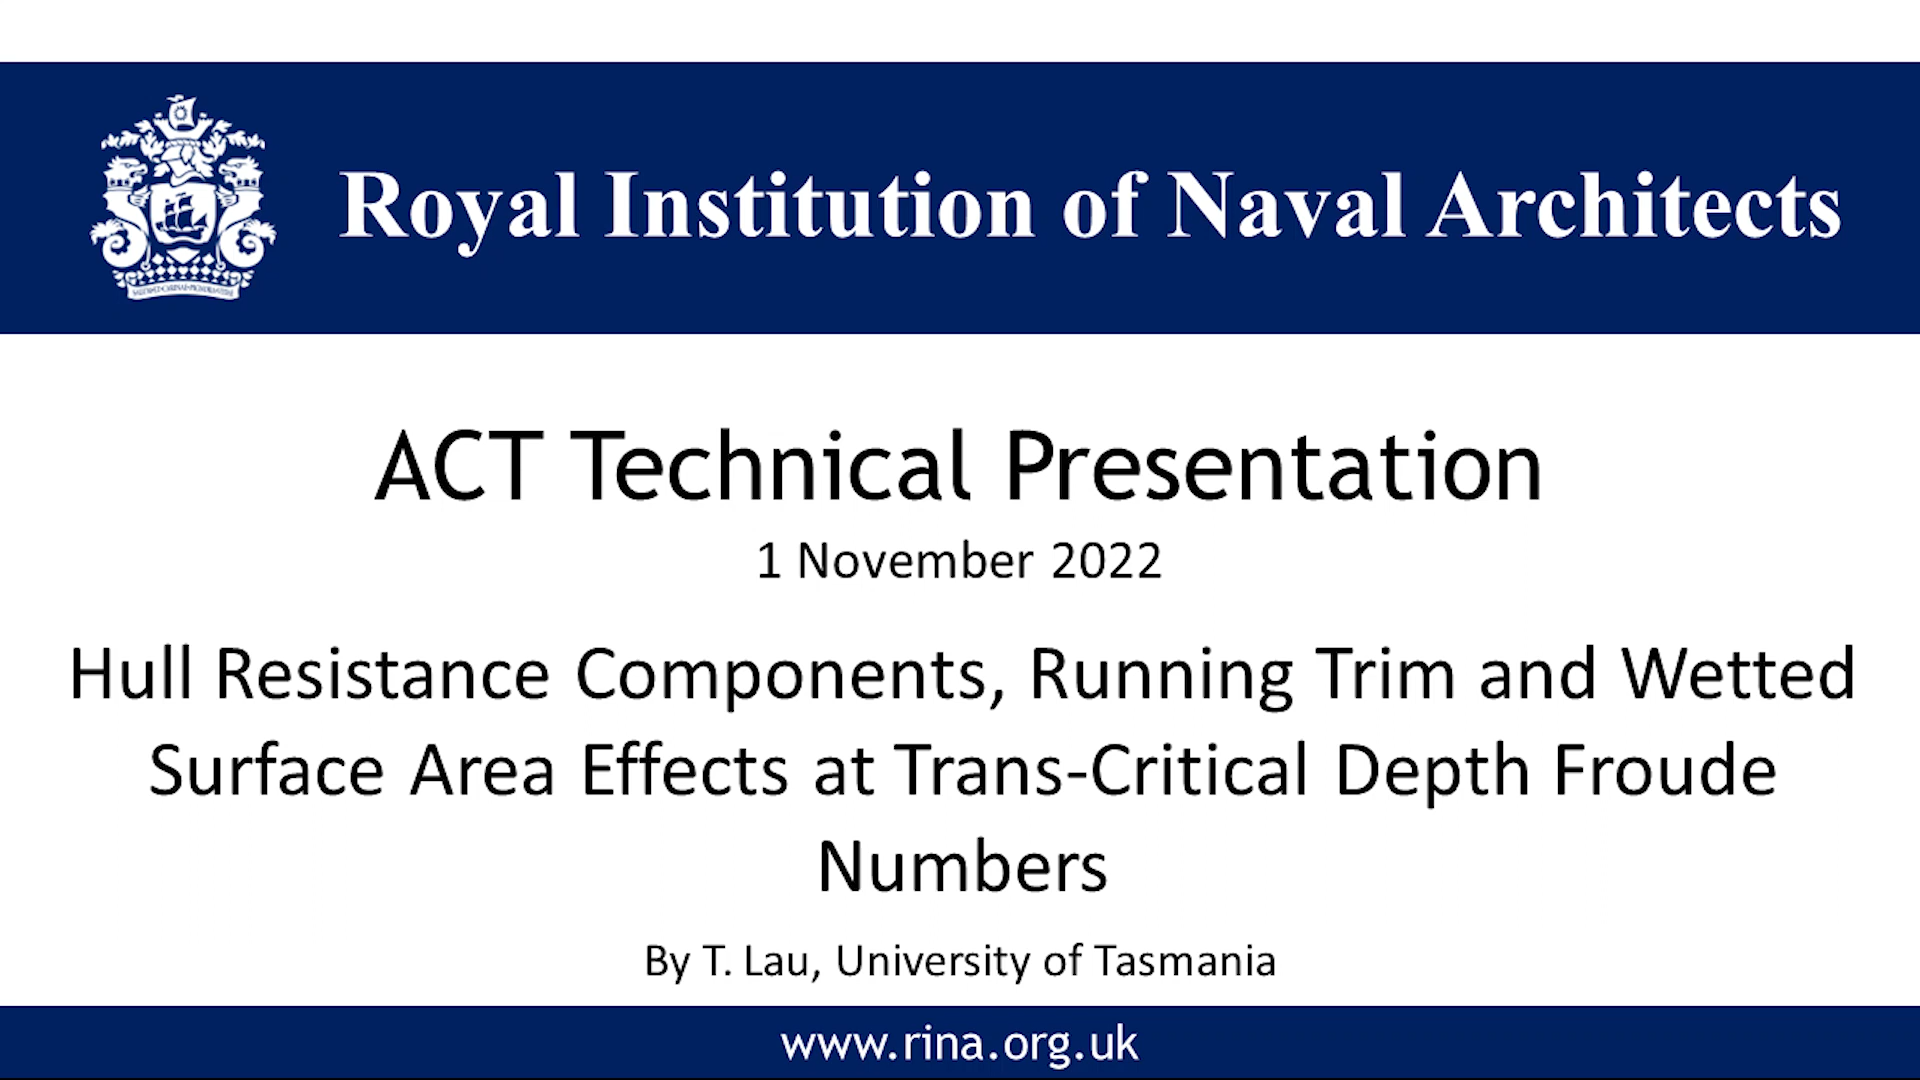 Royal Institution of Naval Architects
ACT Technical Presentation
1 November 2022
Hull Resistance Components, Running Trim and Wetted
Surface Area Effects at Trans-Critical Depth Froude
Numbers
By T. Lau, University of Tasmania
www.rina.org.uk